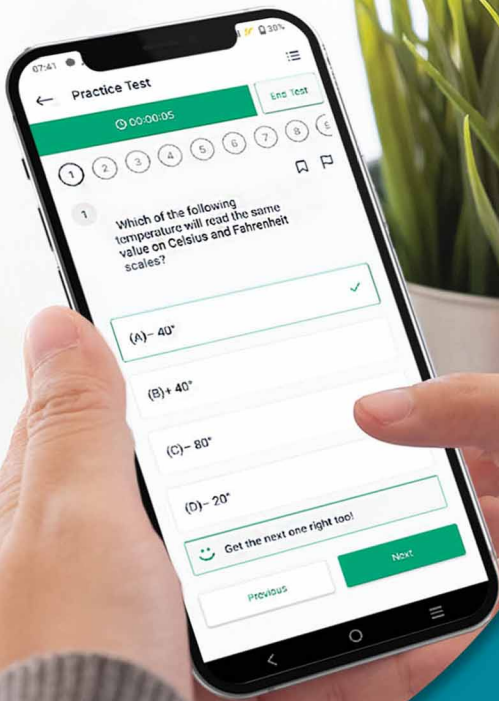 07:41 30%
Practice Test
00:00:05 End Test
1 2 3 4 5 6 7 8
1
Which of the following
temperature will read the same
value on Celsius and Fahrenheit
scales?
(A)− 40°
(B)+ 40°
(C)− 80°
(D)− 20°
Get the next one right too!
Previous Next